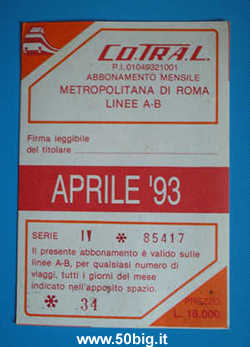 CO.TRA.L.
P.I. 01049321001
ABBONAMENTO MENSILE
METROPOLITANA DI ROMA
LINEE A-B
Firma leggibile
del titolare
APRILE '93
SERIE IV * 85417
Il presente abbonamento è valido sulle
linee A-B, per qualsiasi numero di
viaggi, tutti i giorni del mese
indicato nell'apposito spazio.
* 34
PREZZO
L. 18.000
www.50big.it